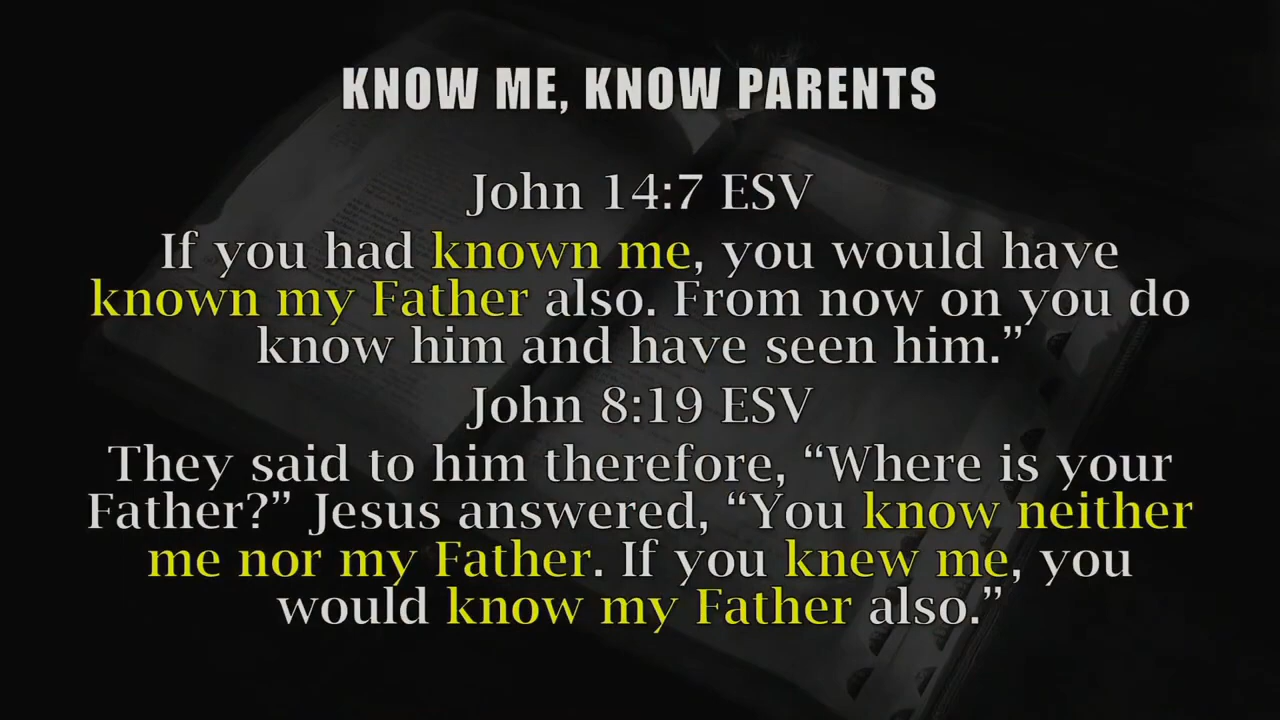 KNOW ME, KNOW PARENTS
John 14:7 ESV
If you had known me, you would have
known my Father also. From now on you do
know him and have seen him.”
John 8:19 ESV
They said to him therefore, “Where is your
Father?” Jesus answered, “You know neither
me nor my Father. If you knew me, you
would know my Father also.”